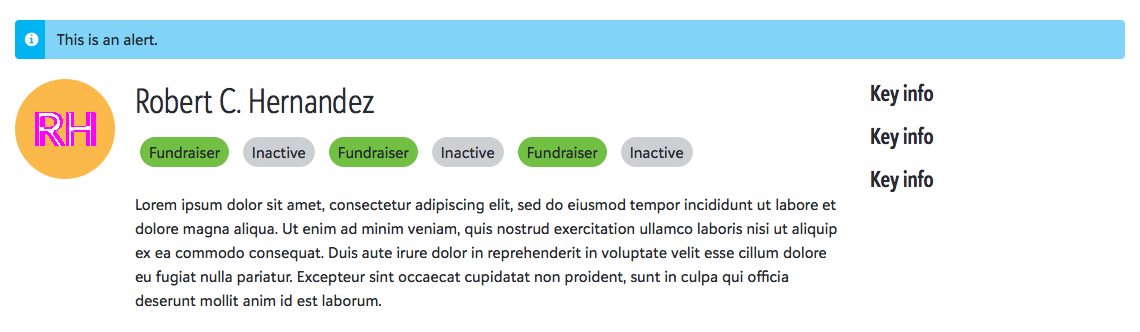 This is an alert.
RH
Robert C. Hernandez
Fundraiser Inactive Fundraiser Inactive Fundraiser Inactive
Lorem ipsum dolor sit amet, consectetur adipiscing elit, sed do eiusmod tempor incididunt ut labore et
dolore magna aliqua. Ut enim ad minim veniam, quis nostrud exercitation ullamco laboris nisi ut aliquip
ex ea commodo consequat. Duis aute irure dolor in reprehenderit in voluptate velit esse cillum dolore
eu fugiat nulla pariatur. Excepteur sint occaecat cupidatat non proident, sunt in culpa qui officia
deserunt mollit anim id est laborum.
Key info
Key info
Key info